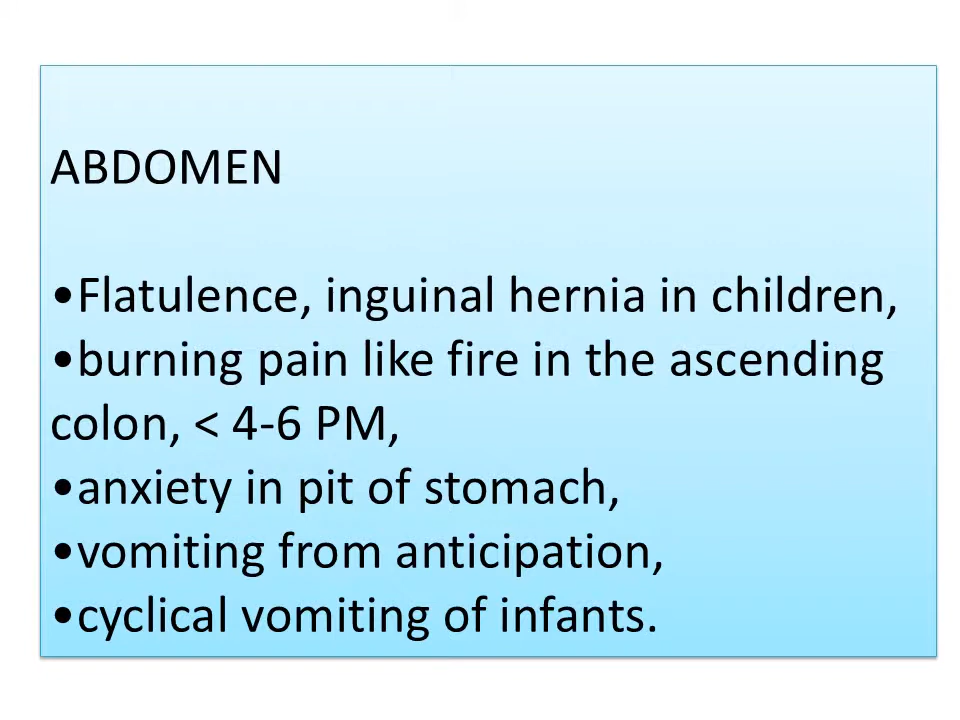 ABDOMEN
•Flatulence, inguinal hernia in children,
•burning pain like fire in the ascending
colon, < 4-6 PM,
•anxiety in pit of stomach,
•vomiting from anticipation,
•cyclical vomiting of infants.